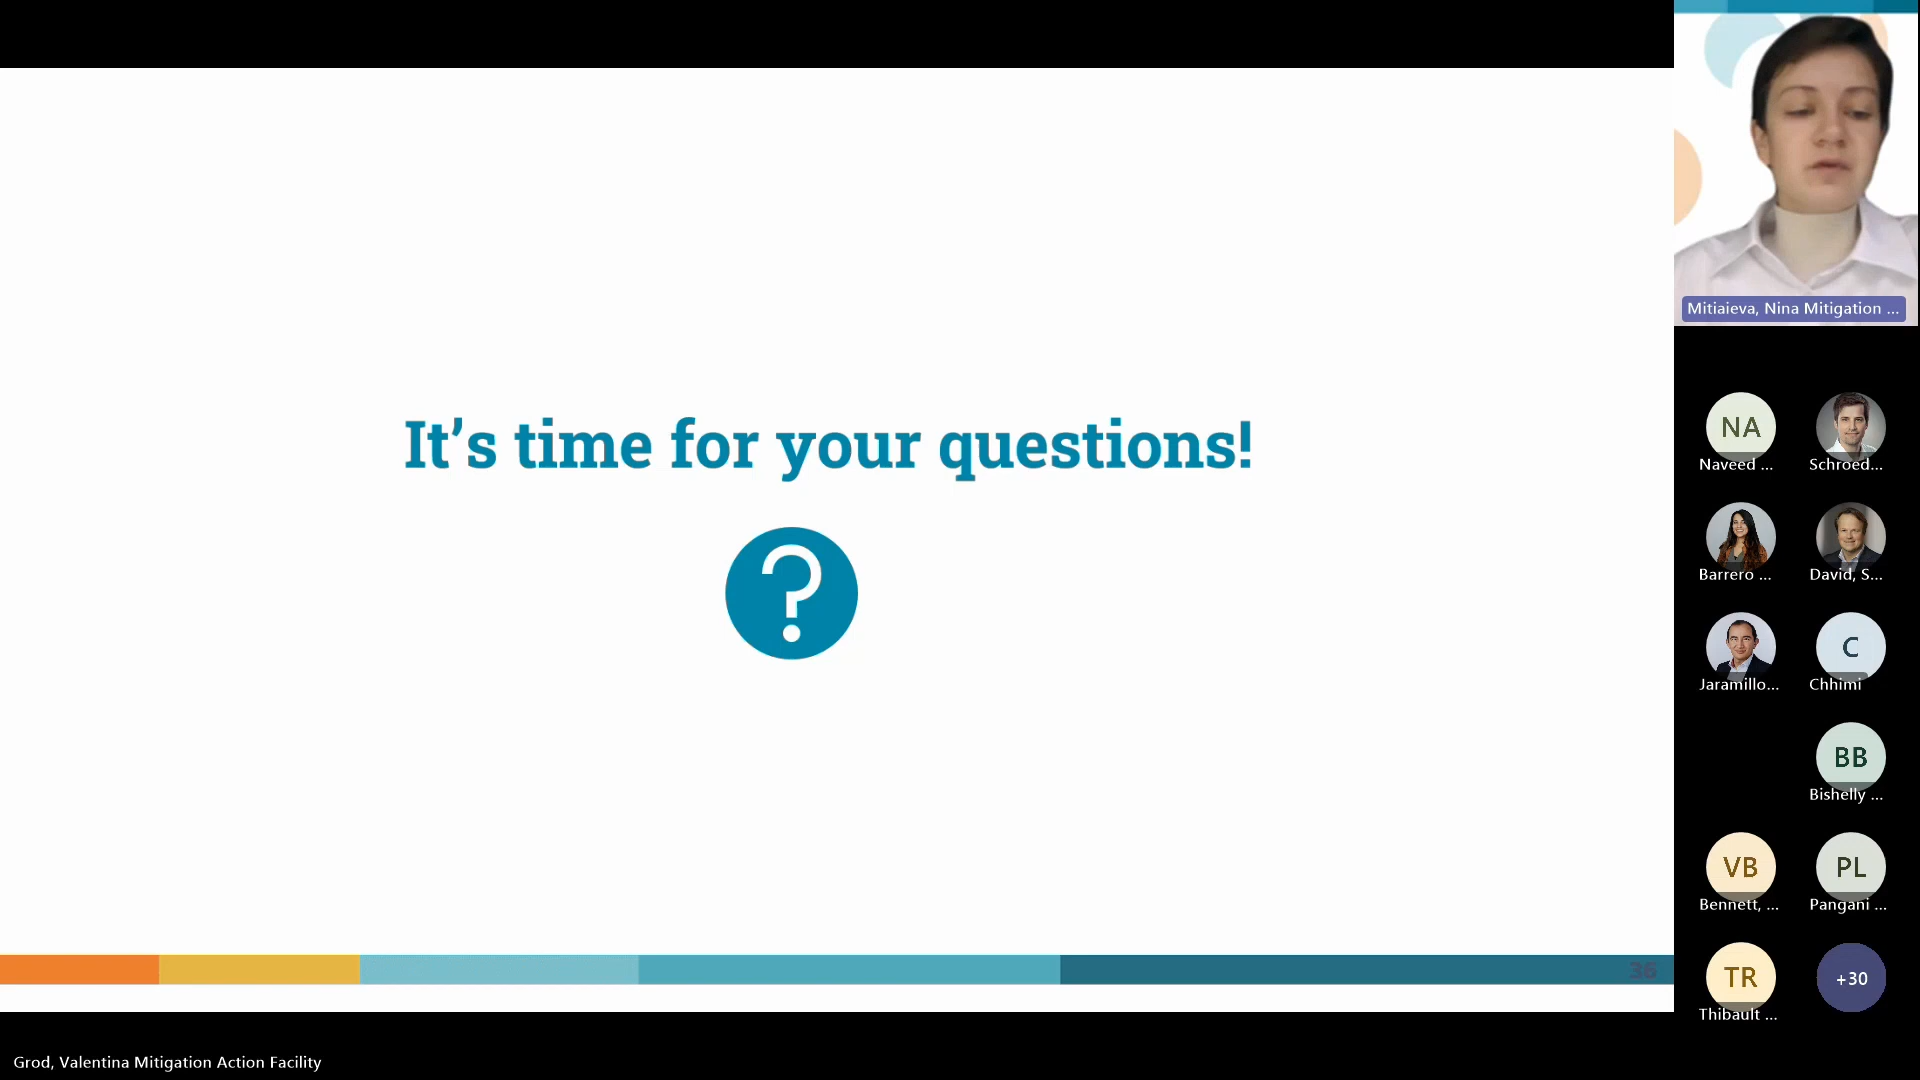 It's time for your questions!
?
36
Mitiaieva, Nina Mitigation ...
NA
Naveed ...
Schroed...
Barrero ...
David, S...
Jaramillo...
C
Chhimi
BB
Bishelly ...
VB
Bennett, ...
PL
Pangani ...
TR
Thibault ...
+30
Grod, Valentina Mitigation Action Facility